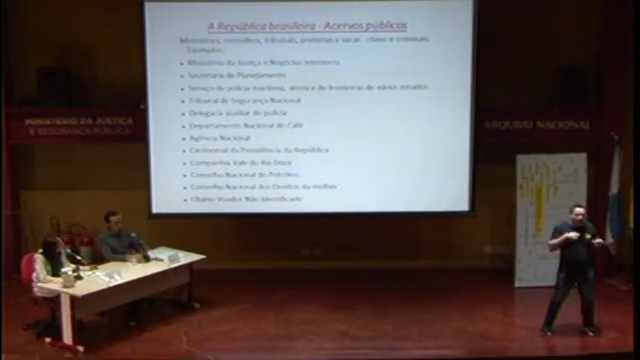 A República brasileira - Acervos públicos
Ministérios, conselhos, tribunais, pretorias e varas cíveis e criminais.
Exemplos:
Ministério da Justiça e Negócios Interiores
Secretaria de Planejamento
Serviço de polícia marítima, aérea e de fronteiras de vários estados
Tribunal de Segurança Nacional
Delegacia auxiliar de polícia
Departamento Nacional do Café
Agência Nacional
Cerimonial da Presidência da República
Companhia Vale do Rio Doce
Conselho Nacional do Petróleo
Conselho Nacional dos Direitos da mulher
Objeto Voador Não Identificado
MINISTÉRIO DA JUSTIÇA
E SEGURANÇA PÚBLICA
ARQUIVO NACIONAL